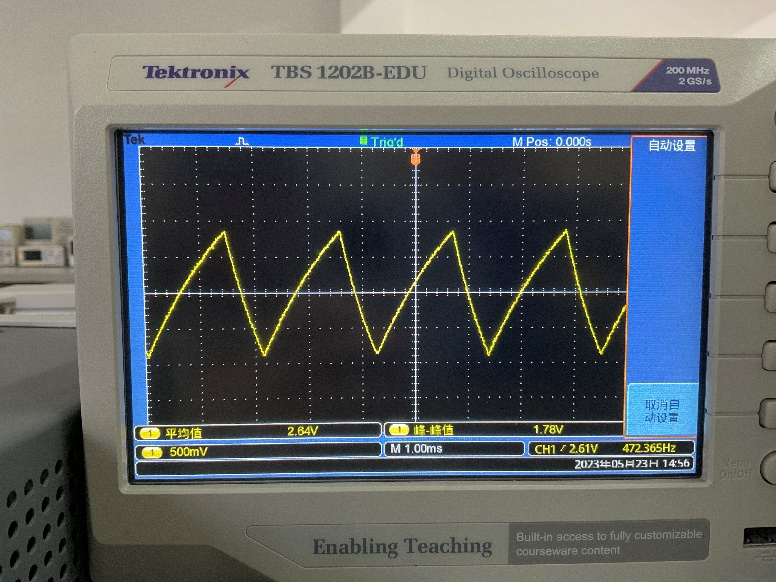 Tektronix TBS 1202B-EDU Digital Oscilloscope
200 MHz
2 GS/s
Tek Trig'd M Pos: 0.000s
自动设置
取消自
动设置
1 平均值 2.64V 1 峰-峰值 1.78V
1 500mV M 1.00ms CH1 / 2.61V 472.365Hz
2023年05月23日 14:56
Enabling Teaching
Built-in access to fully customizable
courseware content